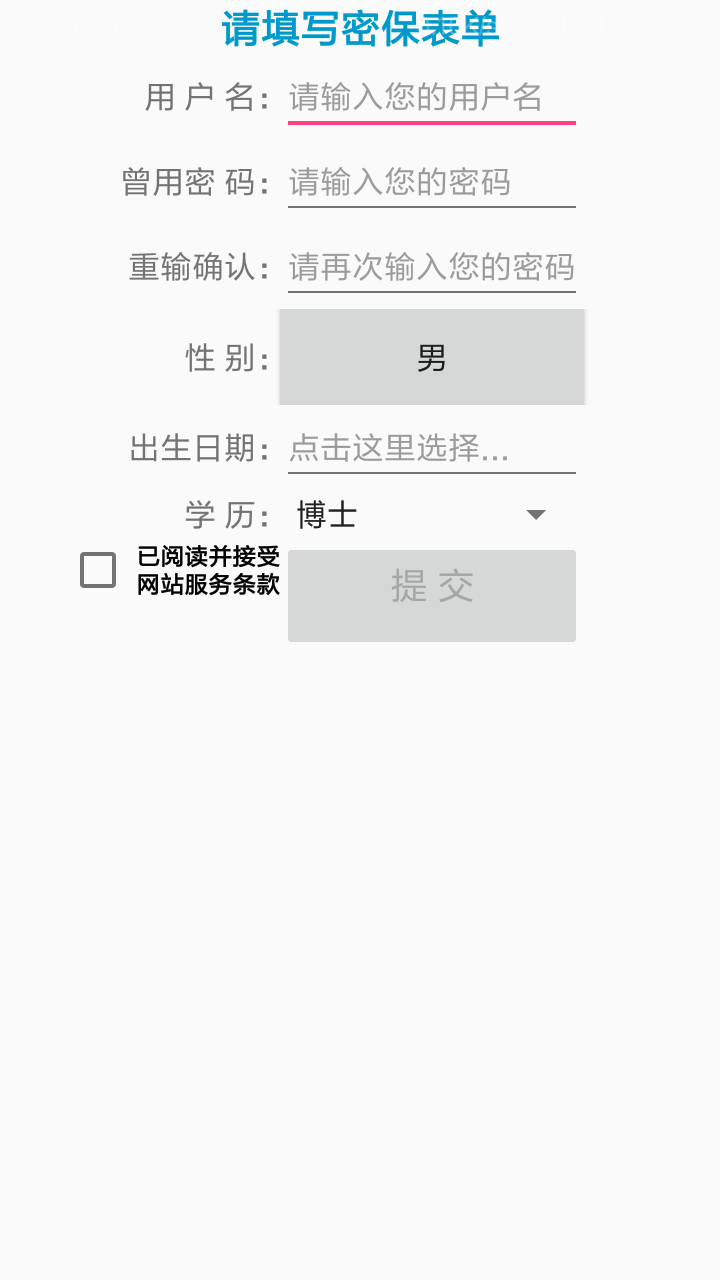 请填写密保表单
用 户 名： 请输入您的用户名
曾用密 码： 请输入您的密码
重输确认： 请再次输入您的密码
性 别： 男
出生日期： 点击这里选择...
学 历： 博士
已阅读并接受
网站服务条款
提 交